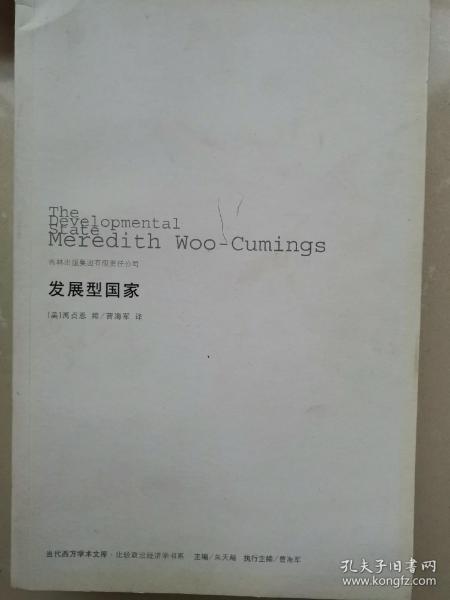 The
Developmental
State
Meredith Woo-Cumings
吉林出版集团有限责任公司
发展型国家
[美]禹贞恩 编/曹海军 译
当代西方学术文库·比较政治经济学书系 主编/朱天飚 执行主编/曹海军
孔夫子旧书网
www.kongfz.com